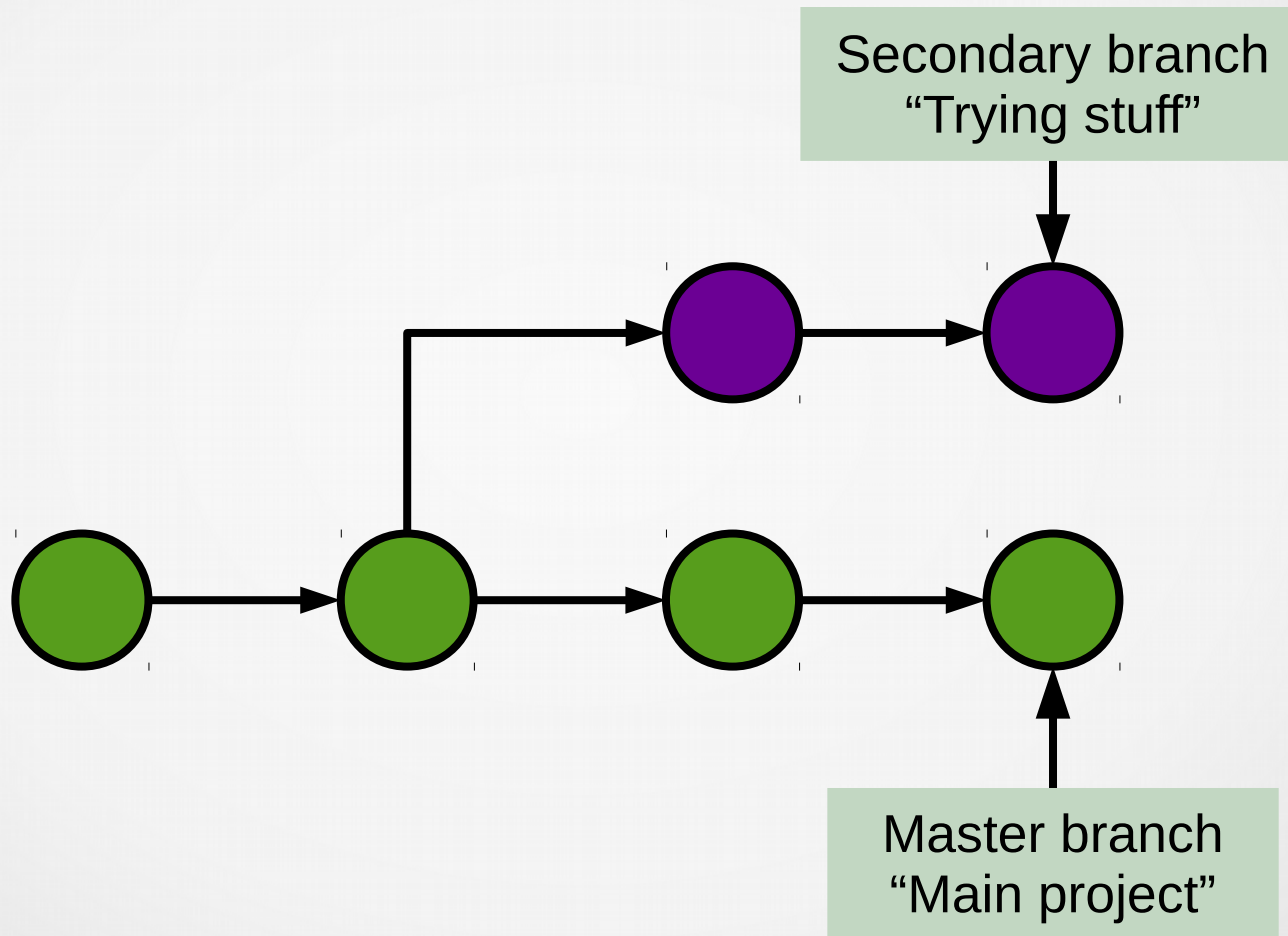 Secondary branch
“Trying stuff”
Master branch
“Main project”